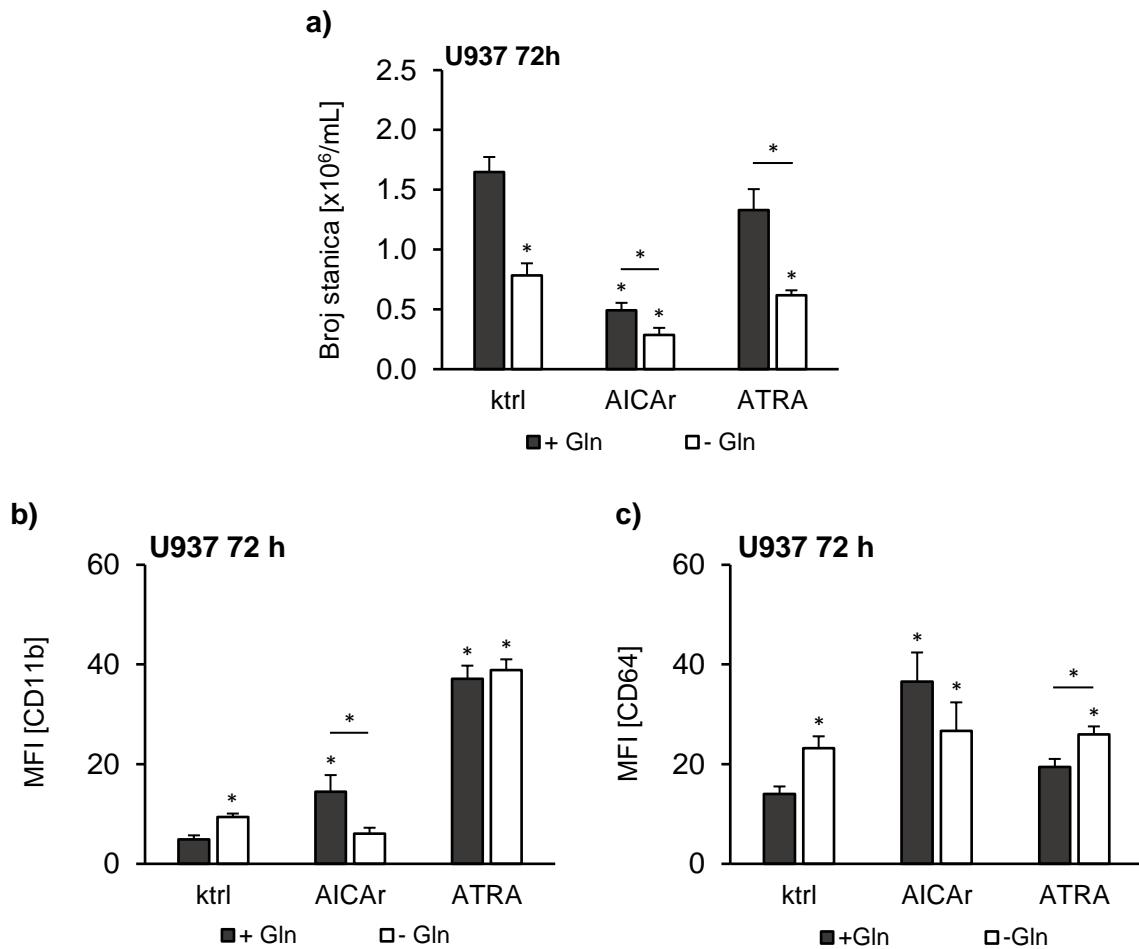 a)
U937 72h
Broj stanica [x10⁶/mL]
2.5
2.0
1.5
1.0
0.5
0.0
*
*
*
*
*
*
ktrl
AICAr
ATRA
+ Gln
- Gln
b)
U937 72 h
MFI [CD11b]
60
40
20
0
*
*
*
*
*
ktrl
AICAr
ATRA
+ Gln
- Gln
c)
U937 72 h
MFI [CD64]
60
40
20
0
*
*
*
*
*
ktrl
AICAr
ATRA
+Gln
-Gln